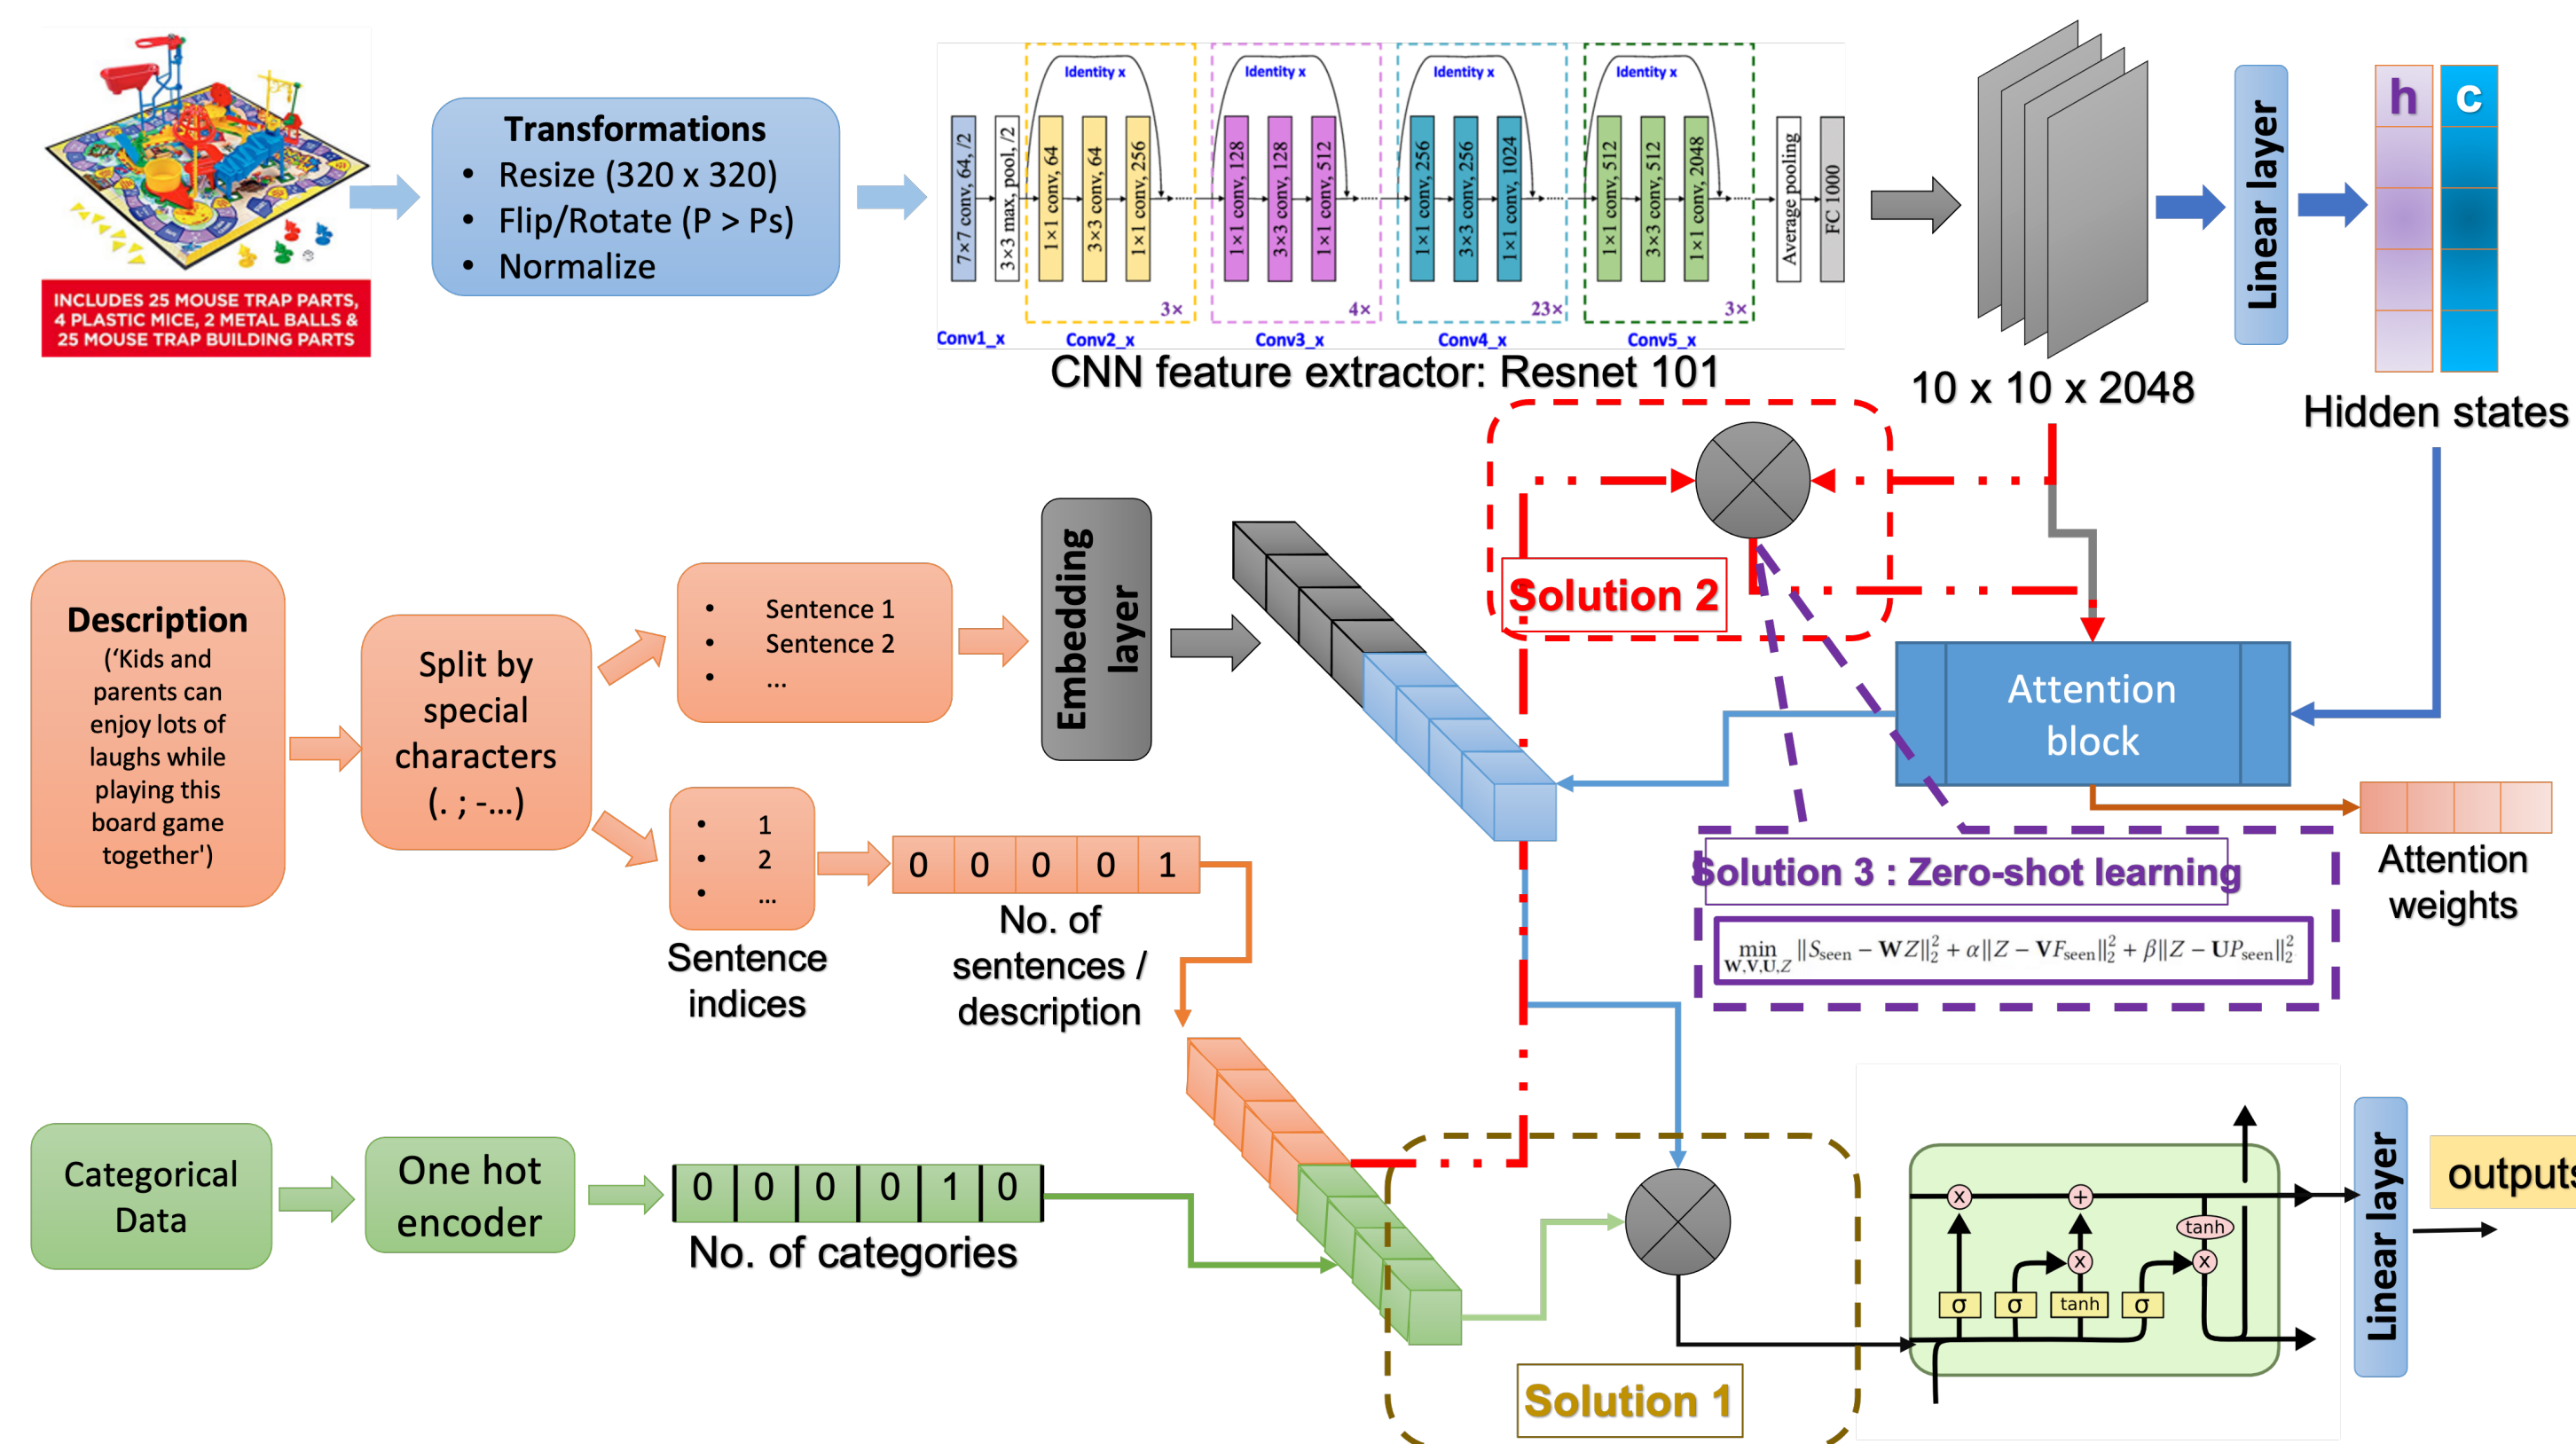 INCLUDES 25 MOUSE TRAP PARTS,
4 PLASTIC MICE, 2 METAL BALLS &
25 MOUSE TRAP BUILDING PARTS
Transformations
• Resize (320 x 320)
• Flip/Rotate (P > Ps)
• Normalize
Identity x
Identity x
Identity x
Identity x
7×7 conv, 64, /2
3×3 max, pool, /2
1×1 conv, 64
3×3 conv, 64
1×1 conv, 256
1×1 conv, 128
3×3 conv, 128
1×1 conv, 512
1×1 conv, 256
3×3 conv, 256
1×1 conv, 1024
1×1 conv, 512
3×3 conv, 512
1×1 conv, 2048
Average pooling
FC 1000
3×
4×
23×
3×
Conv1_x
Conv2_x
Conv3_x
Conv4_x
Conv5_x
CNN feature extractor: Resnet 101
10 x 10 x 2048
Linear layer
h
c
Hidden states
Description
(‘Kids and
parents can
enjoy lots of
laughs while
playing this
board game
together')
Split by
special
characters
(. ; -...)
• Sentence 1
• Sentence 2
• ...
Embedding
layer
• 1
• 2
• ...
Sentence
indices
0 0 0 0 1
No. of
sentences /
description
Solution 2
Attention
block
Attention
weights
Solution 3 : Zero-shot learning
min ‖S_seen − WZ‖₂² + α‖Z − VF_seen‖₂² + β‖Z − UP_seen‖₂²
W,V,U,Z
Categorical
Data
One hot
encoder
0 0 0 0 1 0
No. of categories
Solution 1
x
+
tanh
x
x
σ
σ
tanh
σ
Linear layer
outputs